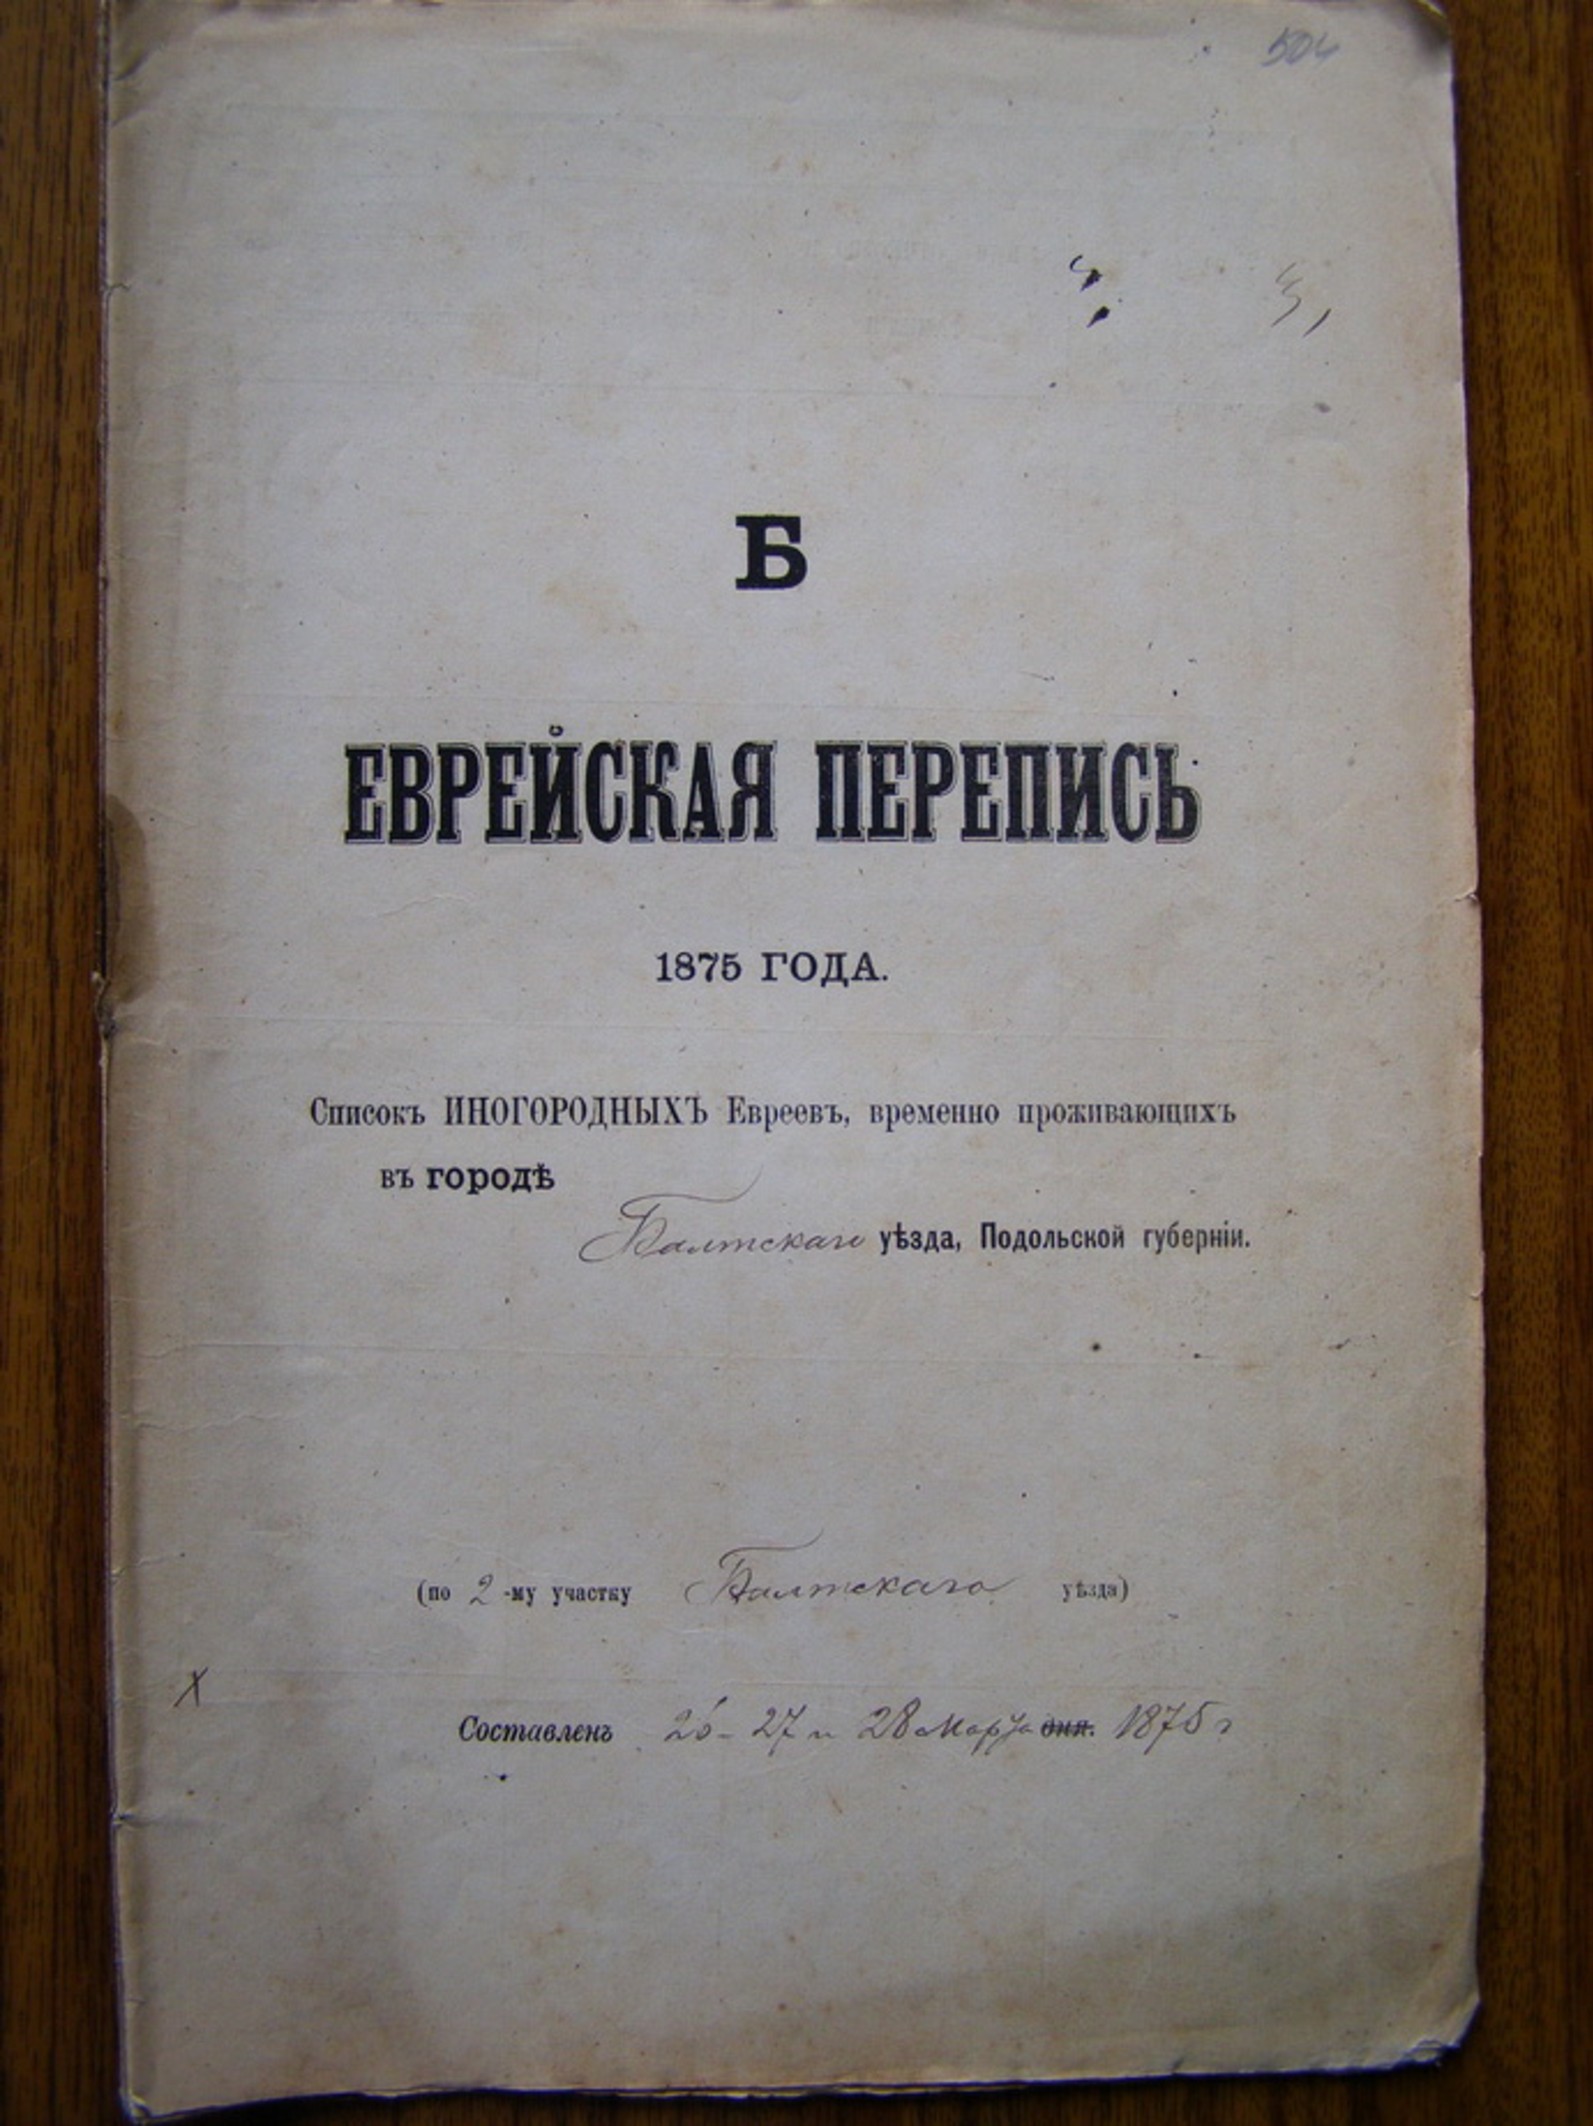 504
Б
ЕВРЕЙСКАЯ ПЕРЕПИСЬ
1875 ГОДА.
Списокъ ИНОГОРОДНЫХЪ Евреевъ, временно проживающихъ
въ городѣ
Балтскаго уѣзда, Подольской губерніи.
(по 2-му участку Балтскаго уѣзда)
Составленъ 26- 27 и 28 Марта дня. 1875 г